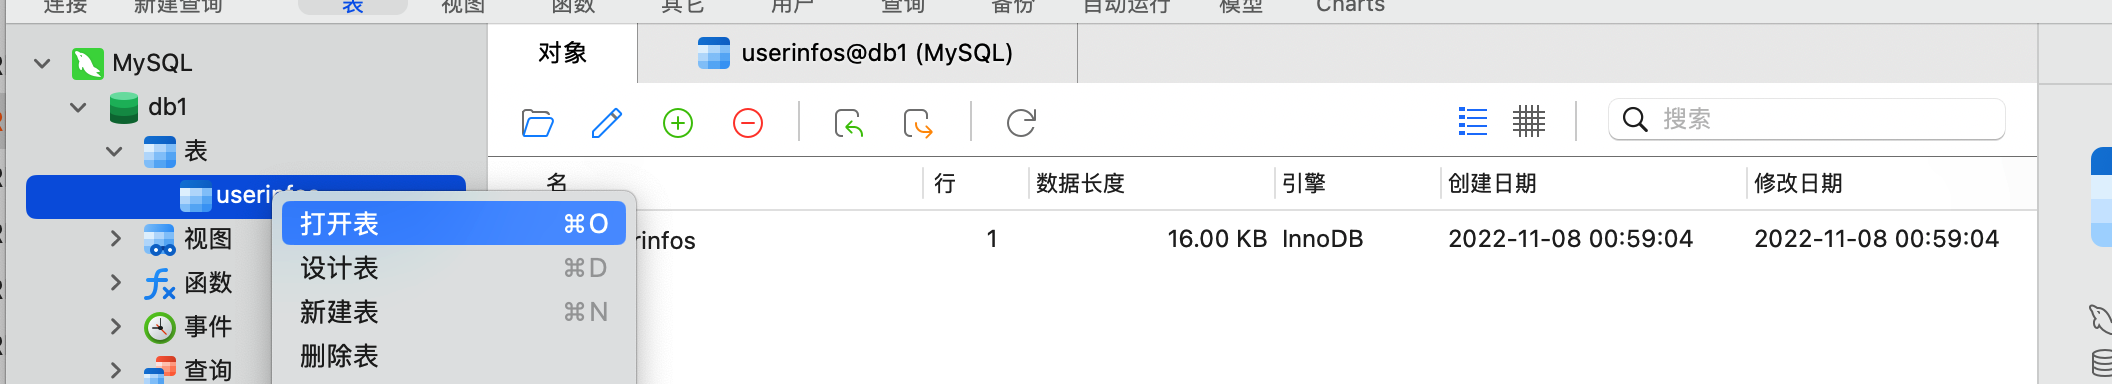 连接 新建查询 表 视图 函数 其它 用户 查询 备份 自动运行 模型 Charts
对象 userinfos@db1 (MySQL)
MySQL
db1
搜索
表
名 行 数据长度 引擎 创建日期 修改日期
userinfos
打开表 ⌘O
rinfos 1 16.00 KB InnoDB 2022-11-08 00:59:04 2022-11-08 00:59:04
视图
设计表 ⌘D
函数
新建表 ⌘N
事件
删除表
查询